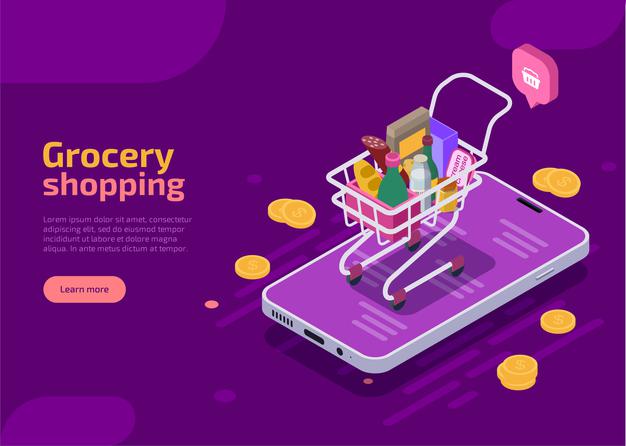 Grocery
shopping
Lorem ipsum dolor sit amet, consectetur
adipiscing elit, sed do eiusmod tempor
incididunt ut labore et dolore magna
aliqua. In ante metus dictum at tempor.
Learn more